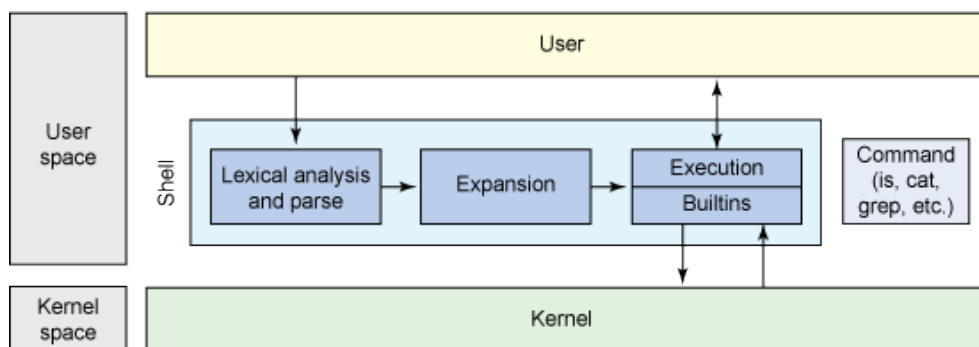 User
User
space
Shell
Lexical analysis
and parse
Expansion
Execution
Builtins
Command
(is, cat,
grep, etc.)
Kernel
space
Kernel